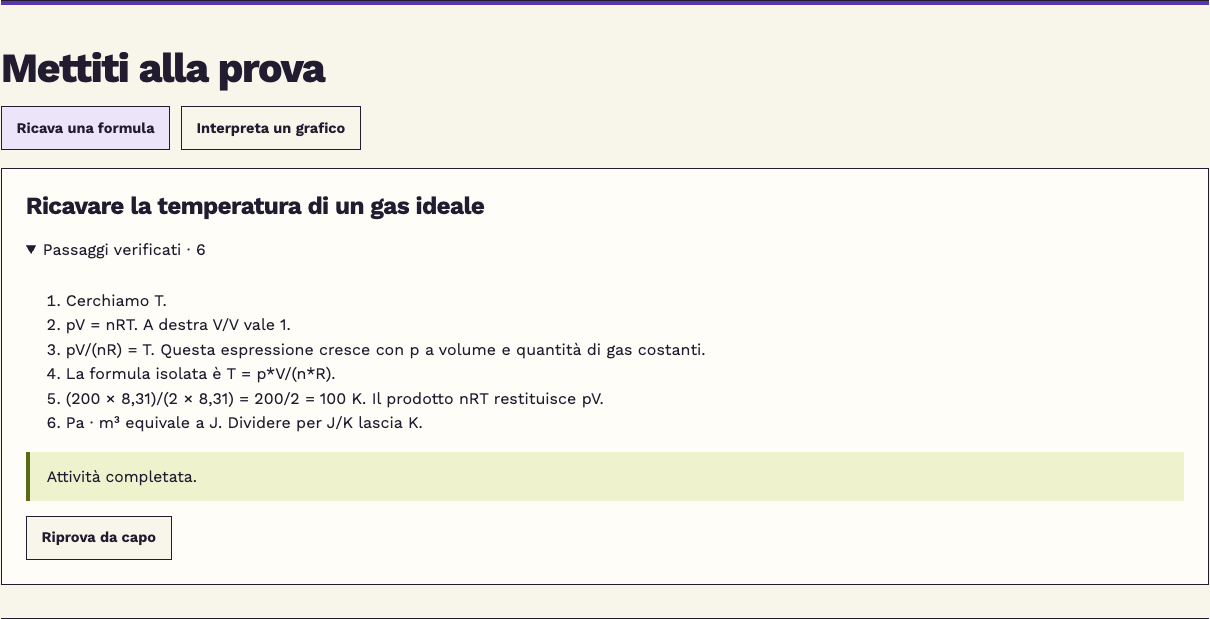 Mettiti alla prova
Ricava una formula
Interpreta un grafico
Ricavare la temperatura di un gas ideale
▼ Passaggi verificati · 6
1. Cerchiamo T.
2. pV = nRT. A destra V/V vale 1.
3. pV/(nR) = T. Questa espressione cresce con p a volume e quantità di gas costanti.
4. La formula isolata è T = p*V/(n*R).
5. (200 × 8,31)/(2 × 8,31) = 200/2 = 100 K. Il prodotto nRT restituisce pV.
6. Pa · m³ equivale a J. Dividere per J/K lascia K.
Attività completata.
Riprova da capo